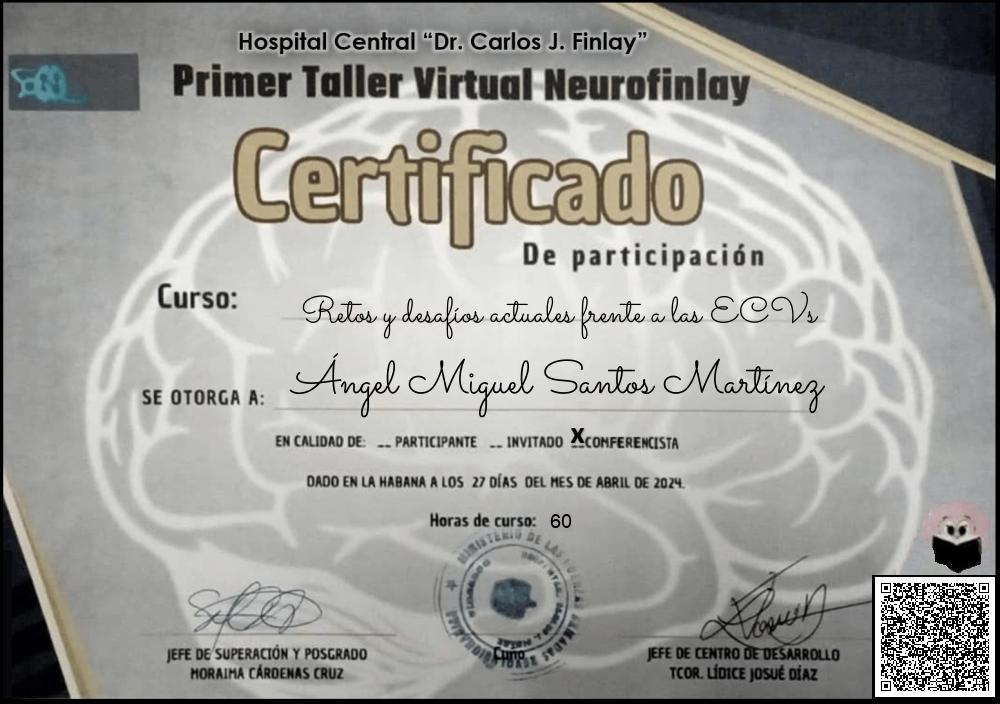 Hospital Central “Dr. Carlos J. Finlay”
Primer Taller Virtual Neurofinlay
Certificado
De participación
Curso: Retos y desafíos actuales frente a las ECVs
SE OTORGA A: Ángel Miguel Santos Martínez
EN CALIDAD DE: __ PARTICIPANTE __ INVITADO X CONFERENCISTA
DADO EN LA HABANA A LOS 27 DÍAS DEL MES DE ABRIL DE 2024.
Horas de curso: 60
MINISTERIO DE LAS
JEFE DE SUPERACIÓN Y POSGRADO
MORAIMA CÁRDENAS CRUZ
JEFE DE CENTRO DE DESARROLLO
TCOR. LÍDICE JOSUÉ DÍAZ